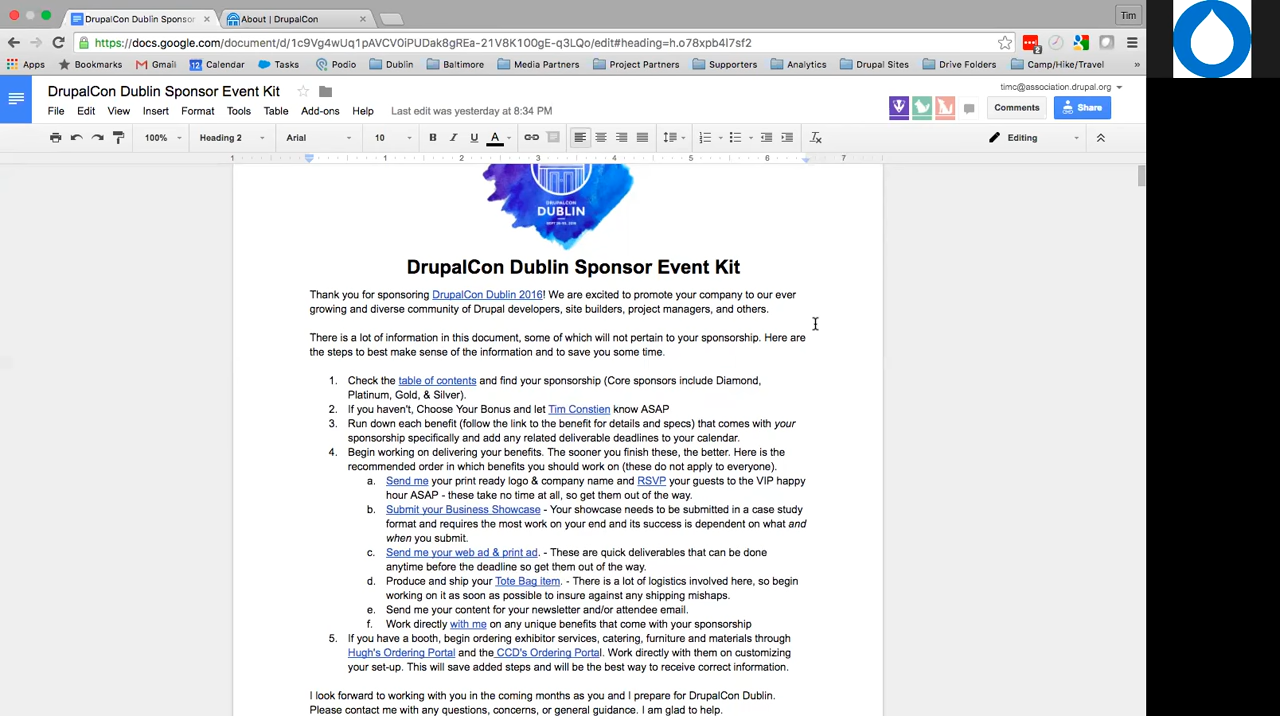 DrupalCon Dublin Sponsor × About | DrupalCon × Tim
https://docs.google.com/document/d/1c9Vg4wUq1pAVCV0iPUDak8gREa-21V8K1O0gE-q3LQo/edit#heading=h.o78xpb4l7sf2
Apps Bookmarks Gmail 12 Calendar Tasks Podio Dublin Baltimore Media Partners Project Partners Supporters Analytics Drupal Sites Drive Folders Camp/Hike/Travel »
DrupalCon Dublin Sponsor Event Kit timc@association.drupal.org
File Edit View Insert Format Tools Table Add-ons Help Last edit was yesterday at 8:34 PM Comments Share
100% Heading 2 Arial 10 B I U A Editing
1 1 2 3 4 5 6 7
DRUPALCON
DUBLIN
DrupalCon Dublin Sponsor Event Kit
Thank you for sponsoring DrupalCon Dublin 2016! We are excited to promote your company to our ever
growing and diverse community of Drupal developers, site builders, project managers, and others.
There is a lot of information in this document, some of which will not pertain to your sponsorship. Here are
the steps to best make sense of the information and to save you some time.
1. Check the table of contents and find your sponsorship (Core sponsors include Diamond,
Platinum, Gold, & Silver).
2. If you haven't, Choose Your Bonus and let Tim Constien know ASAP
3. Run down each benefit (follow the link to the benefit for details and specs) that comes with your
sponsorship specifically and add any related deliverable deadlines to your calendar.
4. Begin working on delivering your benefits. The sooner you finish these, the better. Here is the
recommended order in which benefits you should work on (these do not apply to everyone).
a. Send me your print ready logo & company name and RSVP your guests to the VIP happy
hour ASAP - these take no time at all, so get them out of the way.
b. Submit your Business Showcase - Your showcase needs to be submitted in a case study
format and requires the most work on your end and its success is dependent on what and
when you submit.
c. Send me your web ad & print ad. - These are quick deliverables that can be done
anytime before the deadline so get them out of the way.
d. Produce and ship your Tote Bag item. - There is a lot of logistics involved here, so begin
working on it as soon as possible to insure against any shipping mishaps.
e. Send me your content for your newsletter and/or attendee email.
f. Work directly with me on any unique benefits that come with your sponsorship
5. If you have a booth, begin ordering exhibitor services, catering, furniture and materials through
Hugh's Ordering Portal and the CCD's Ordering Portal. Work directly with them on customizing
your set-up. This will save added steps and will be the best way to receive correct information.
I look forward to working with you in the coming months as you and I prepare for DrupalCon Dublin.
Please contact me with any questions, concerns, or general guidance. I am glad to help.